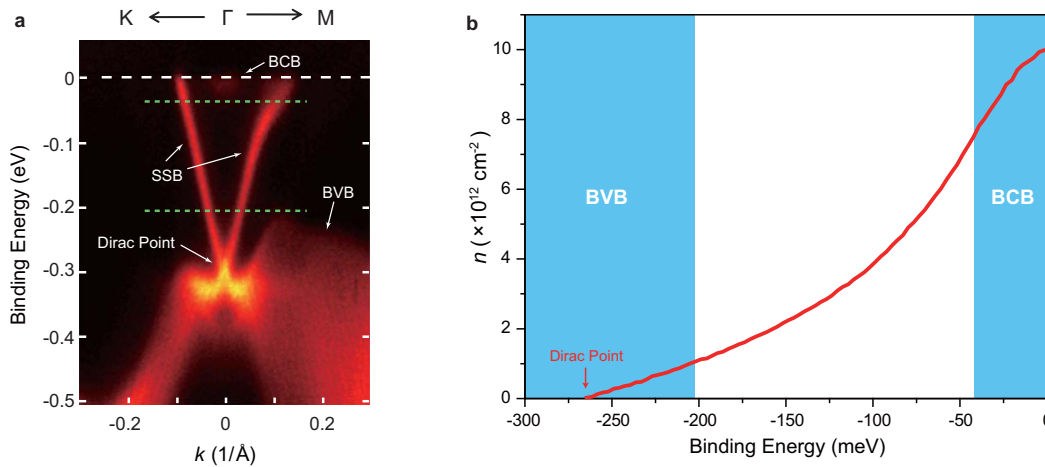 a
K ← Γ → M
BCB
SSB
BVB
Dirac Point
0
-0.1
-0.2
-0.3
-0.4
-0.5
Binding Energy (eV)
-0.2 0 0.2
k (1/Å)
b
10
8
6
4
2
0
n ( ×10¹² cm⁻²)
BVB
BCB
Dirac Point
-300 -250 -200 -150 -100 -50 0
Binding Energy (meV)